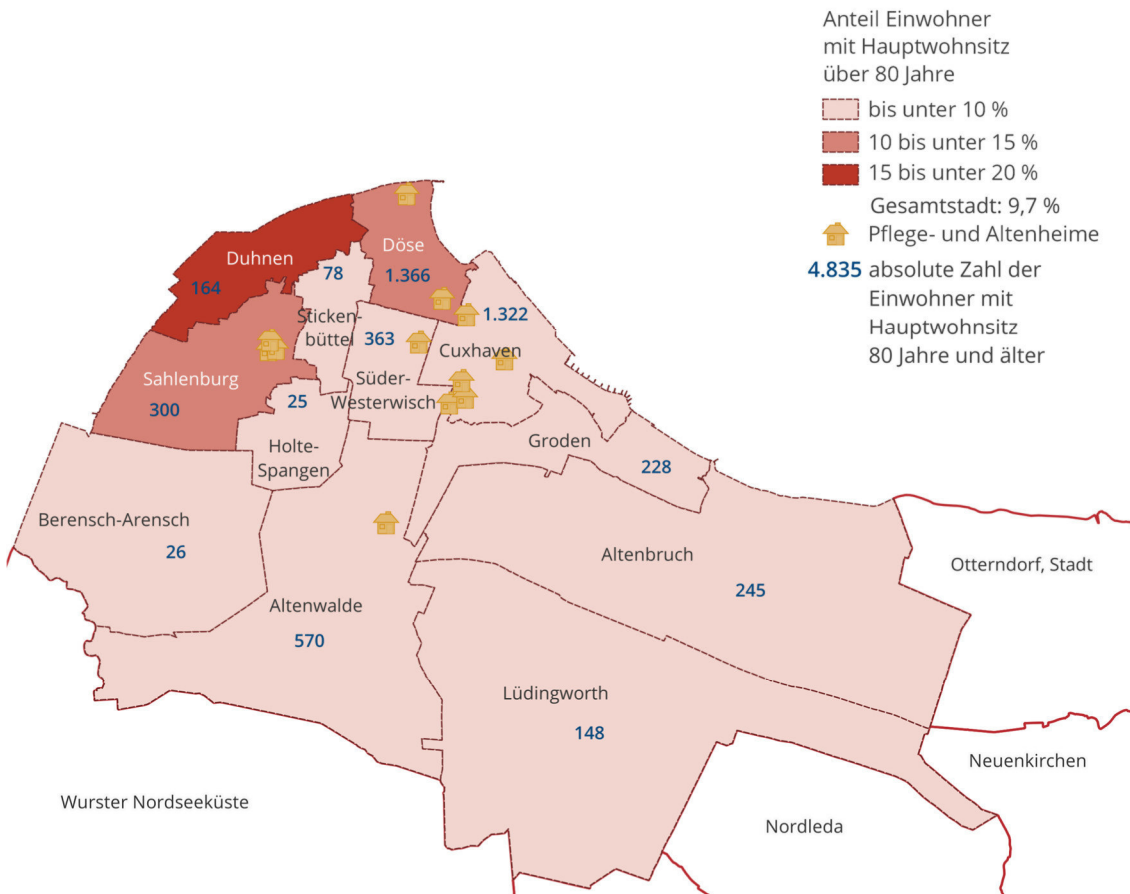 Anteil Einwohner
mit Hauptwohnsitz
über 80 Jahre
bis unter 10 %
10 bis unter 15 %
15 bis unter 20 %
Gesamtstadt: 9,7 %
Pflege- und Altenheime
4.835 absolute Zahl der
Einwohner mit
Hauptwohnsitz
80 Jahre und älter
Duhnen
164
Döse
1.366
78
Sticken-
büttel
1.322
Cuxhaven
363
Süder-
Westerwisch
Sahlenburg
300
25
Holte-
Spangen
Groden
228
Berensch-Arensch
26
Altenbruch
245
Otterndorf, Stadt
Altenwalde
570
Lüdingworth
148
Neuenkirchen
Wurster Nordseeküste
Nordleda